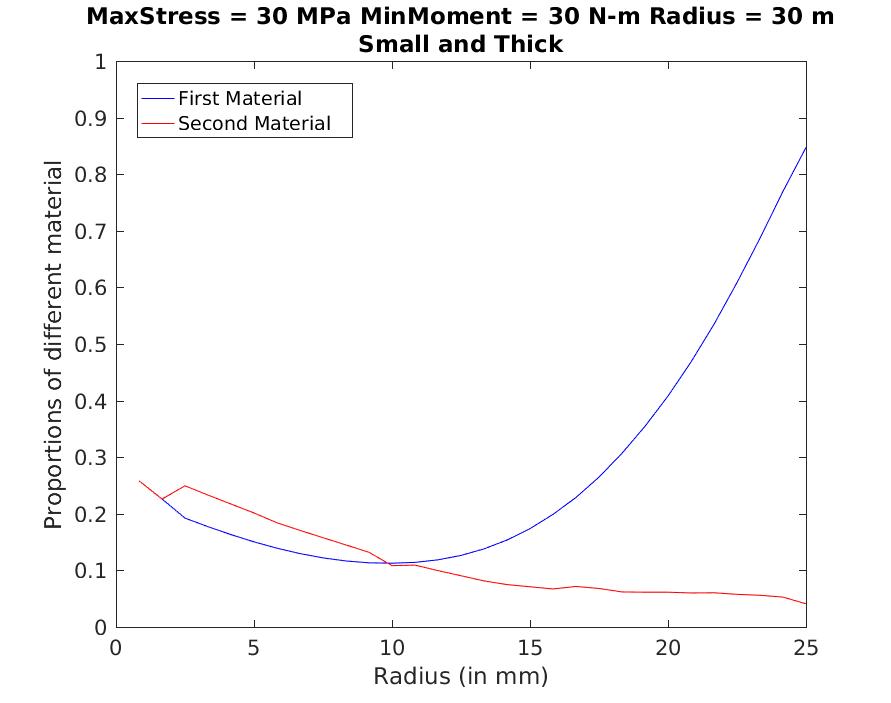 MaxStress = 30 MPa MinMoment = 30 N-m Radius = 30 m
Small and Thick
1
First Material
Second Material
0.9
0.8
0.7
0.6
0.5
0.4
0.3
0.2
0.1
0
Proportions of different material
0 5 10 15 20 25
Radius (in mm)